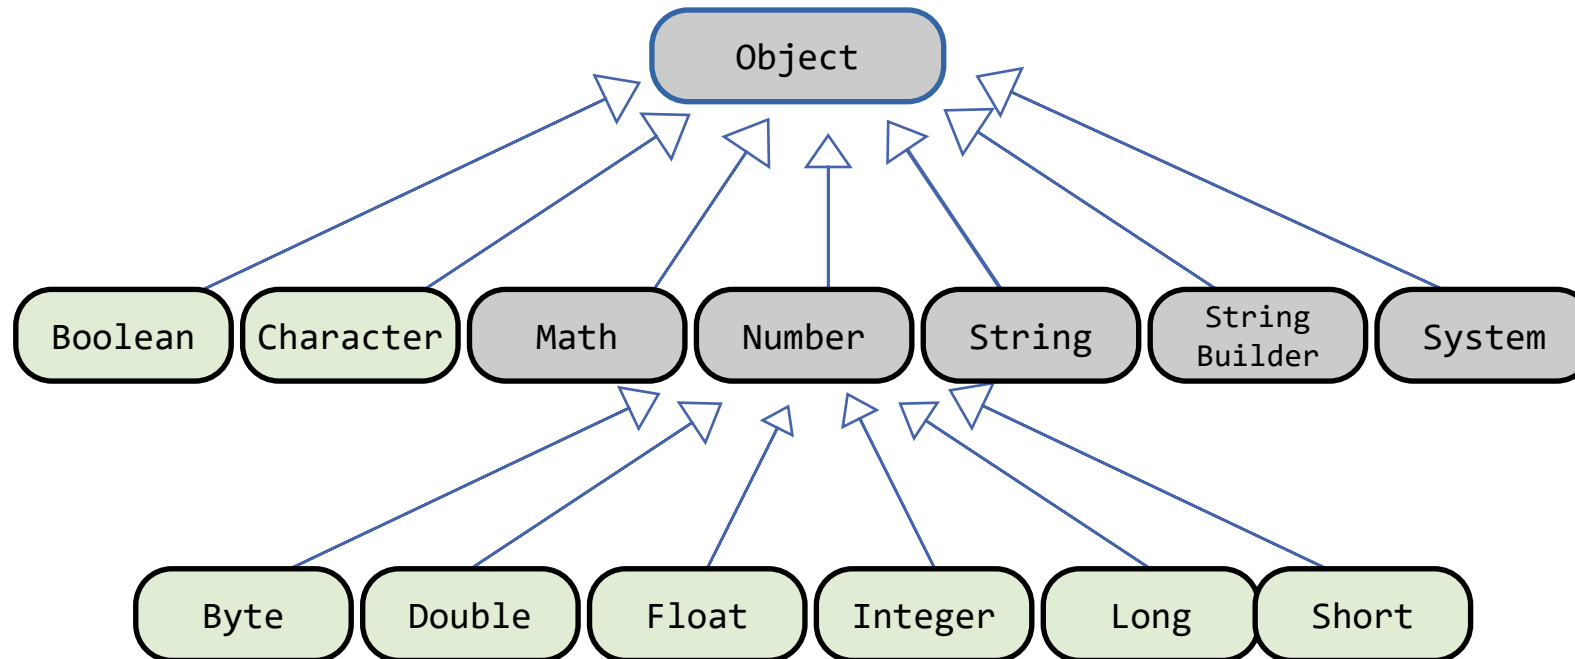 Object
Boolean
Character
Math
Number
String
String
Builder
System
Byte
Double
Float
Integer
Long
Short